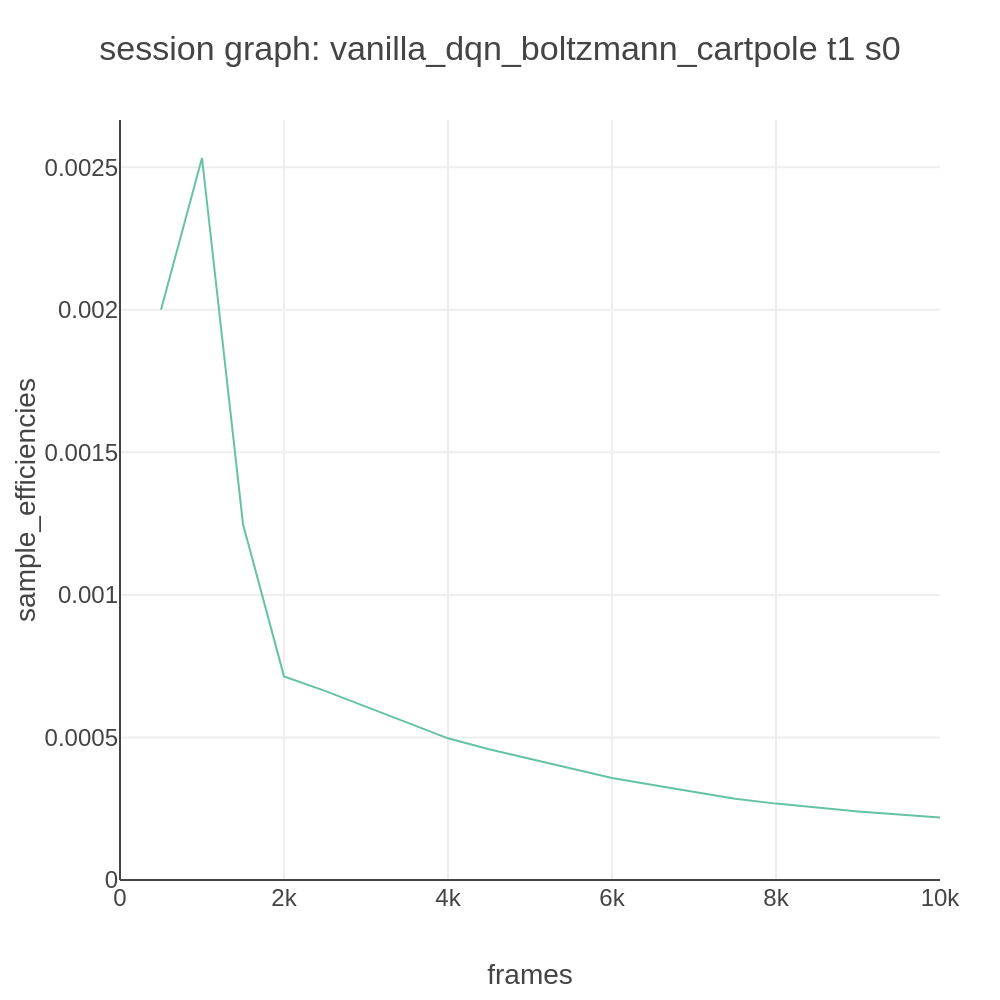 session graph: vanilla_dqn_boltzmann_cartpole t1 s0
sample_efficiencies
0.0025
0.002
0.0015
0.001
0.0005
0
0 2k 4k 6k 8k 10k
frames